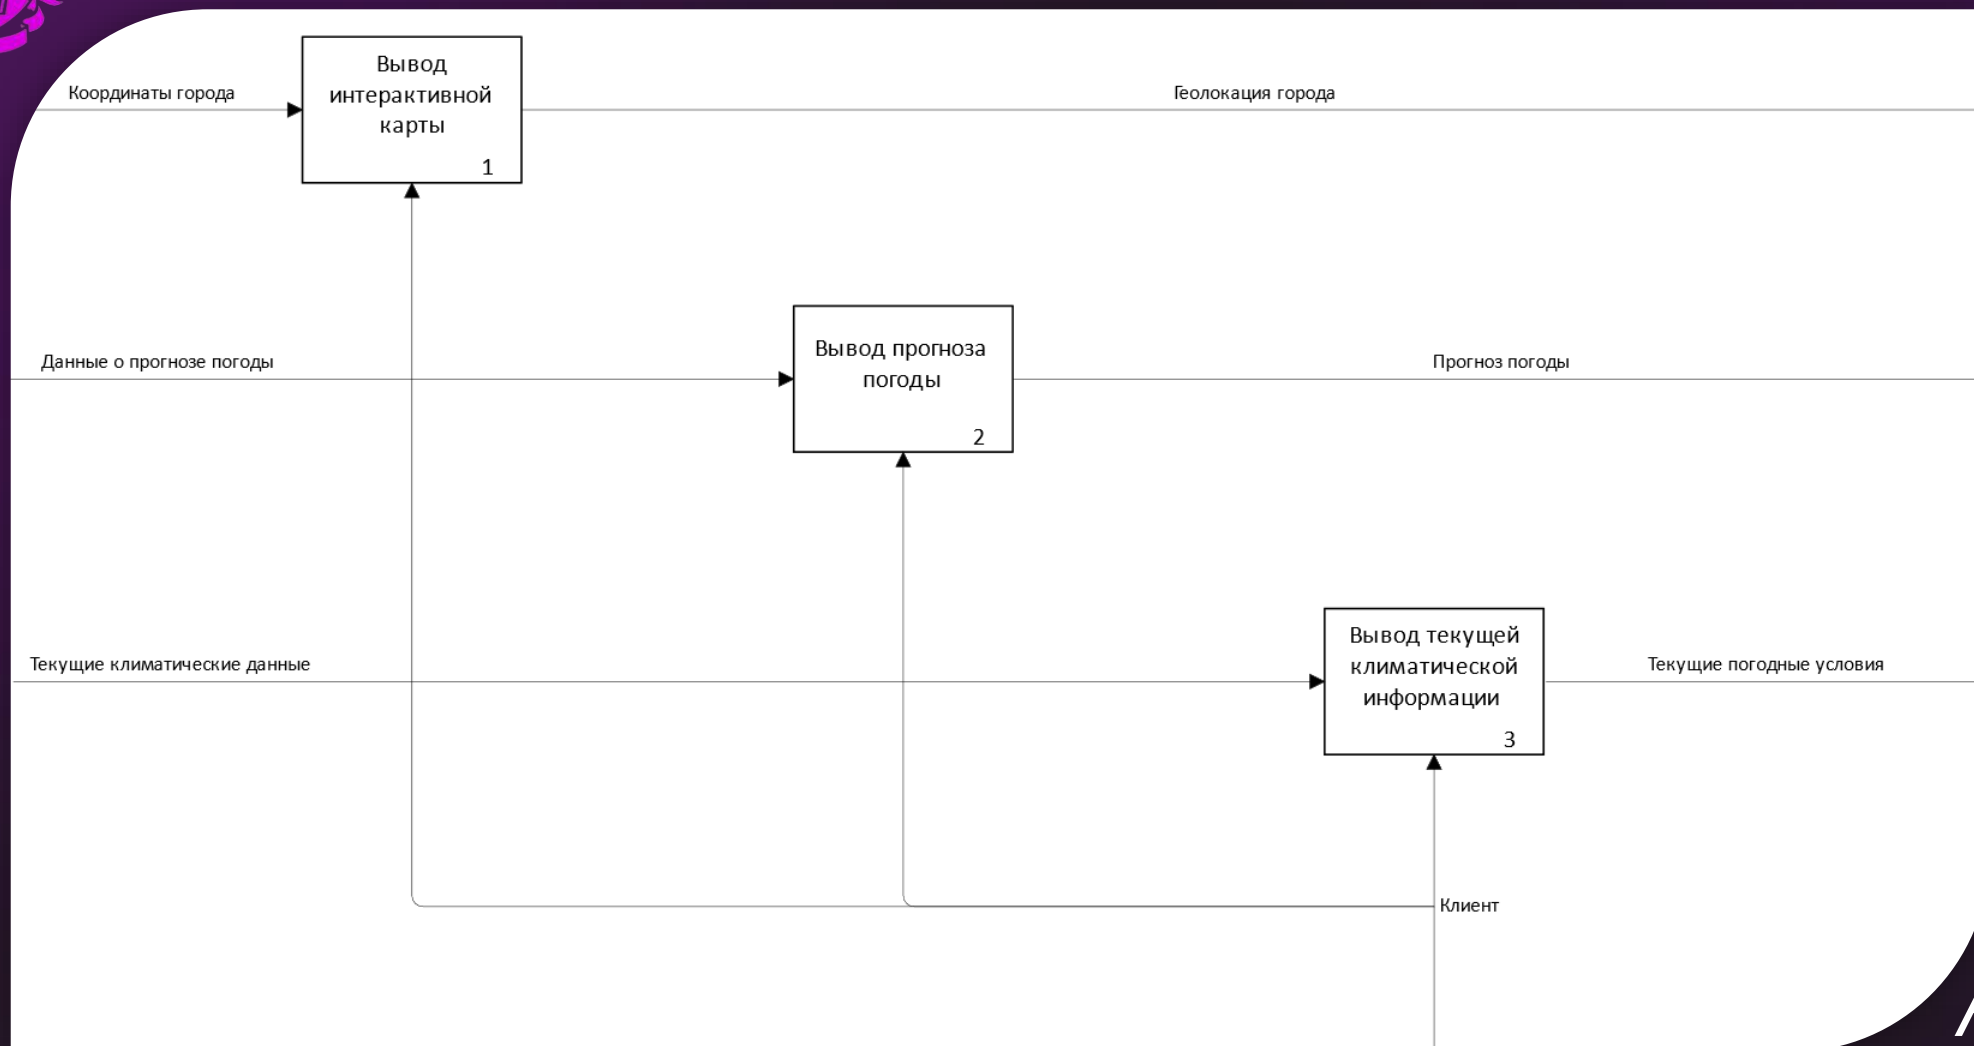 Координаты города
Вывод
интерактивной
карты
1
Геолокация города
Данные о прогнозе погоды
Вывод прогноза
погоды
2
Прогноз погоды
Текущие климатические данные
Вывод текущей
климатической
информации
3
Текущие погодные условия
Клиент